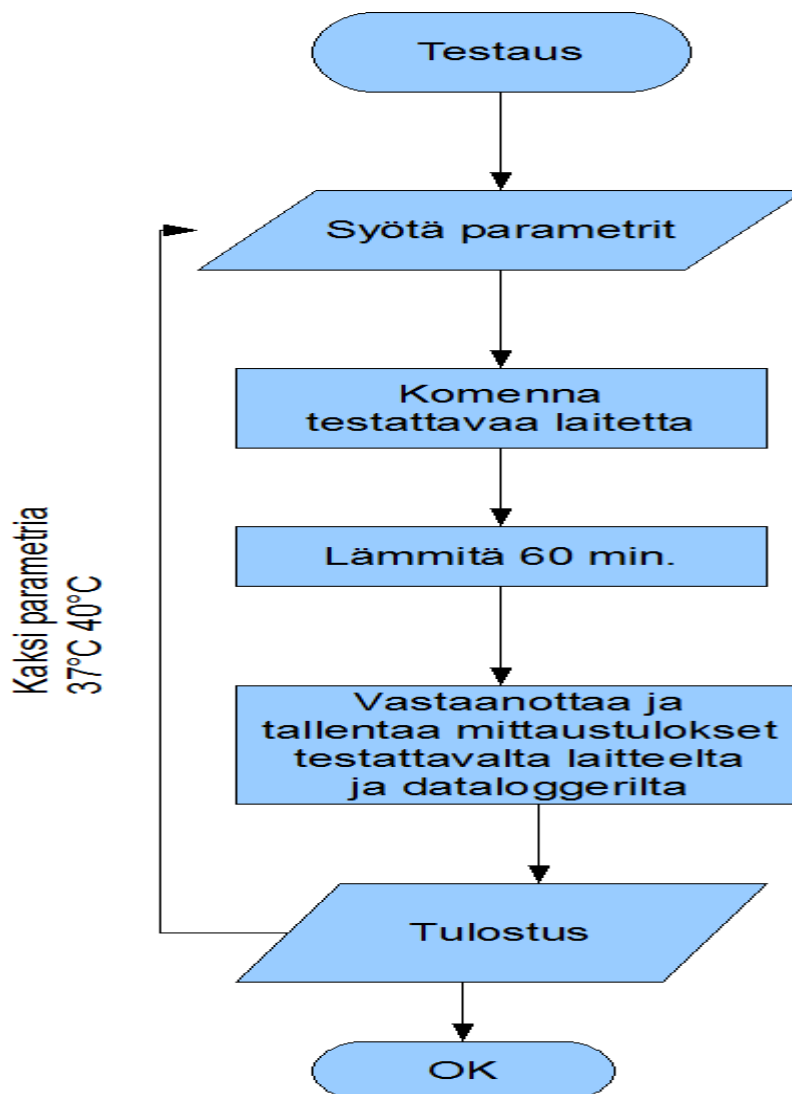 Testaus
Syötä parametrit
Komenna
testattavaa laitetta
Lämmitä 60 min.
Kaksi parametria
37°C 40°C
Vastaanottaa ja
tallentaa mittaustulokset
testattavalta laitteelta
ja dataloggerilta
Tulostus
OK